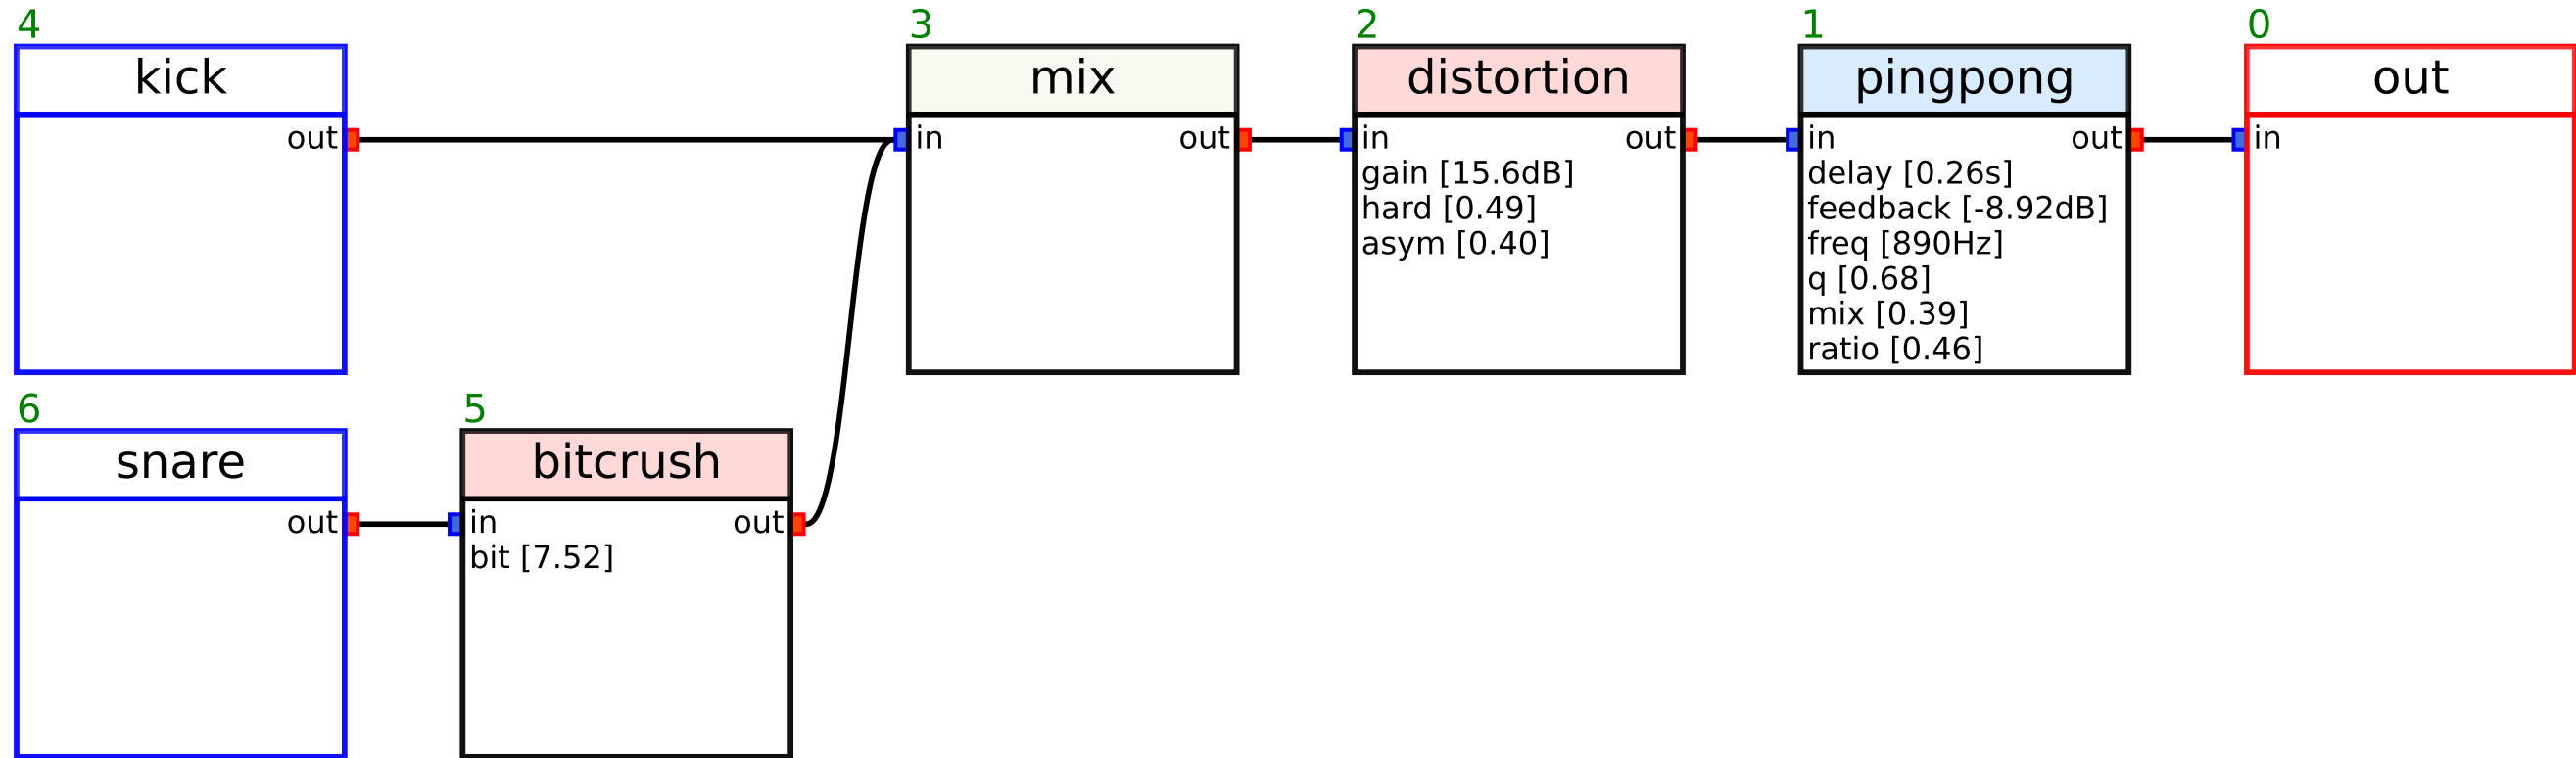 4
kick
out
3
mix
in out
2
distortion
in out
gain [15.6dB]
hard [0.49]
asym [0.40]
1
pingpong
in out
delay [0.26s]
feedback [-8.92dB]
freq [890Hz]
q [0.68]
mix [0.39]
ratio [0.46]
0
out
in
6
snare
out
5
bitcrush
in out
bit [7.52]